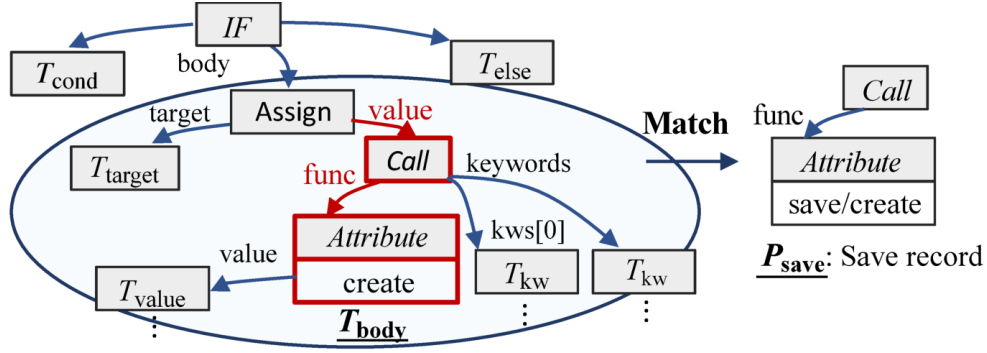 IF
T_cond
body
T_else
target
Assign
value
T_target
Call
keywords
func
Attribute
create
kws[0]
value
T_value
T_kw
T_kw
T_body
Match
Call
func
Attribute
save/create
P_save: Save record